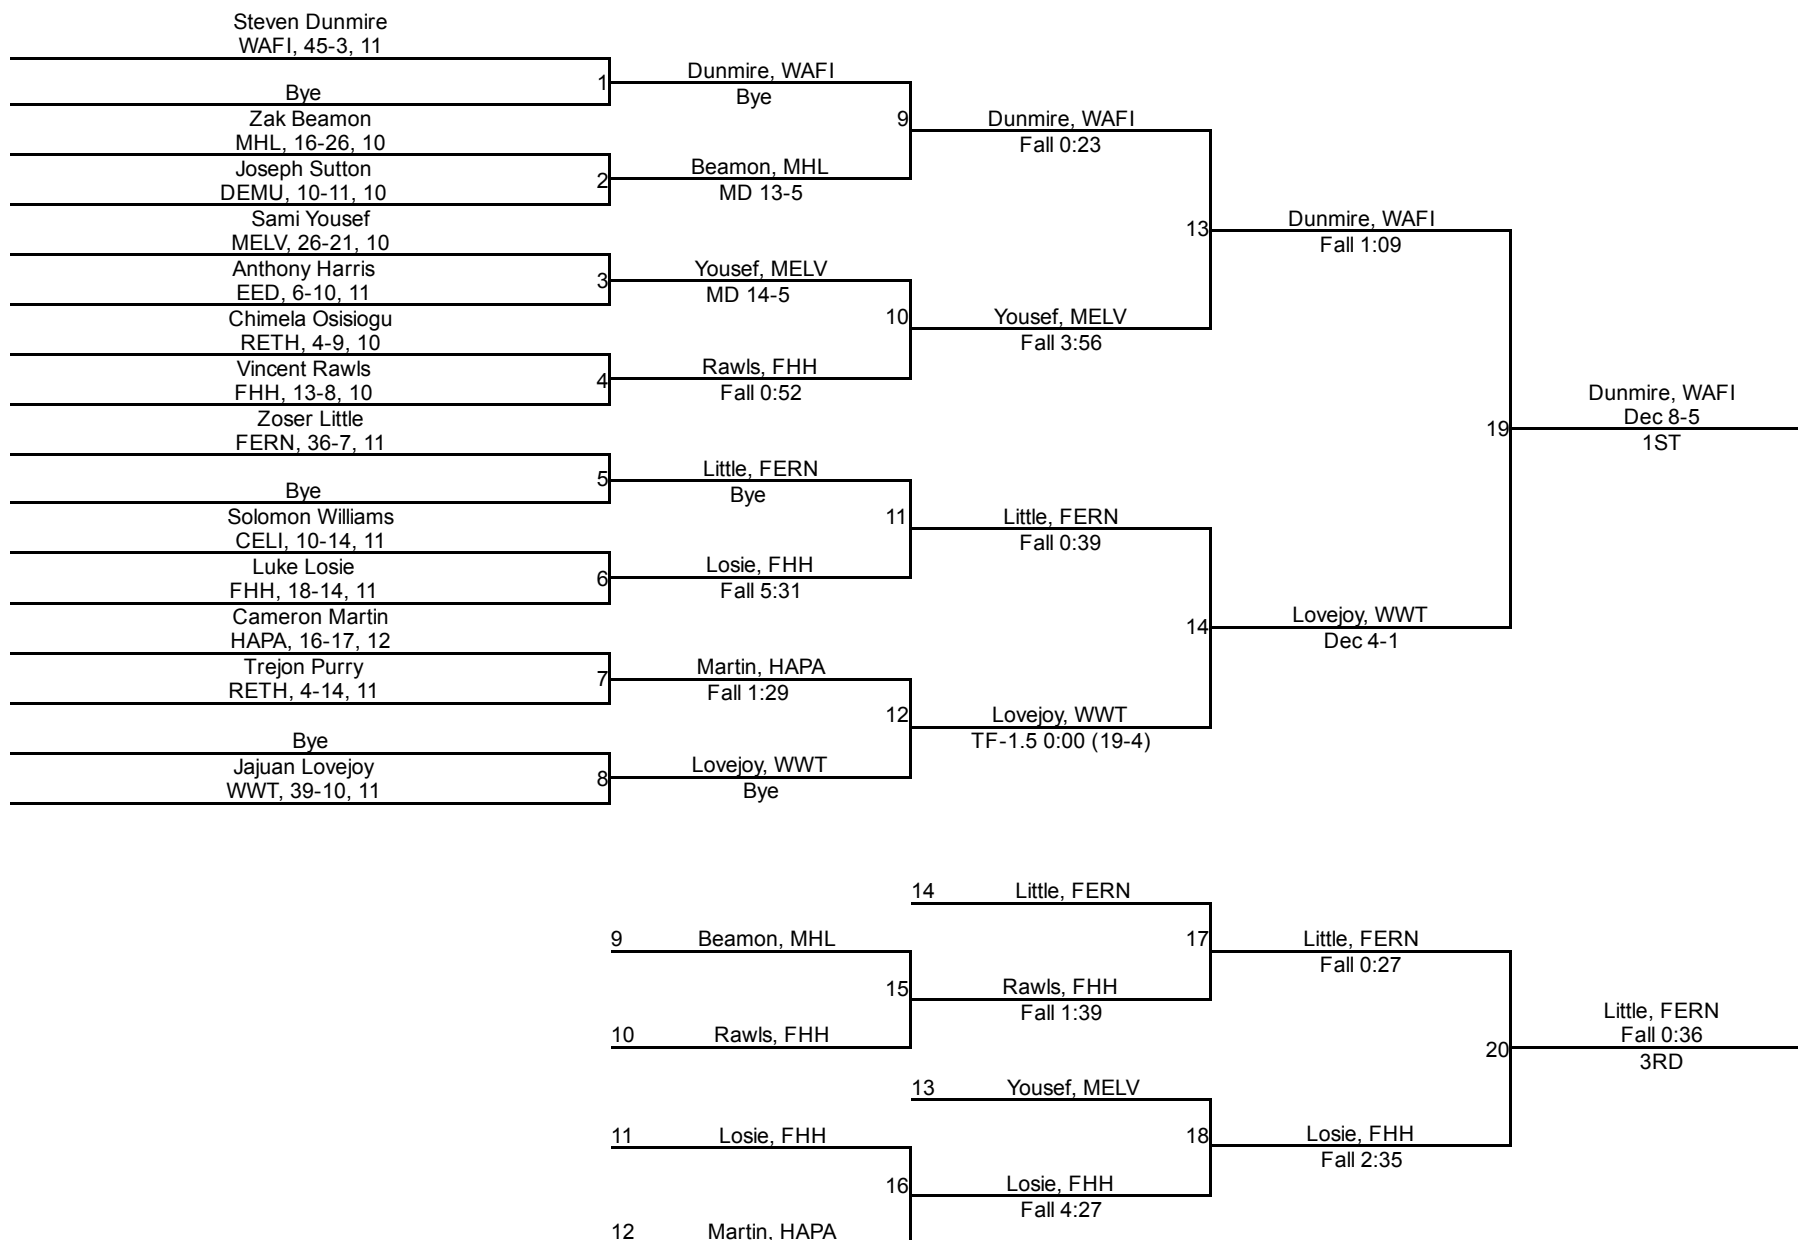 Steven Dunmire
WAFI, 45-3, 11
Bye
1
Zak Beamon
MHL, 16-26, 10
Joseph Sutton
DEMU, 10-11, 10
2
Sami Yousef
MELV, 26-21, 10
Anthony Harris
EED, 6-10, 11
3
Chimela Osisiogu
RETH, 4-9, 10
Vincent Rawls
FHH, 13-8, 10
4
Zoser Little
FERN, 36-7, 11
Bye
5
Solomon Williams
CELI, 10-14, 11
Luke Losie
FHH, 18-14, 11
6
Cameron Martin
HAPA, 16-17, 12
Trejon Purry
RETH, 4-14, 11
7
Bye
Jajuan Lovejoy
WWT, 39-10, 11
8
Dunmire, WAFI
Bye
9
Beamon, MHL
MD 13-5
Yousef, MELV
MD 14-5
10
Rawls, FHH
Fall 0:52
Little, FERN
Bye
11
Losie, FHH
Fall 5:31
Martin, HAPA
Fall 1:29
12
Lovejoy, WWT
Bye
Dunmire, WAFI
Fall 0:23
13
Yousef, MELV
Fall 3:56
Little, FERN
Fall 0:39
14
Lovejoy, WWT
TF-1.5 0:00 (19-4)
Dunmire, WAFI
Fall 1:09
19
Lovejoy, WWT
Dec 4-1
Dunmire, WAFI
Dec 8-5
1ST
14 Little, FERN
9 Beamon, MHL
17
15
Rawls, FHH
Fall 1:39
10 Rawls, FHH
13 Yousef, MELV
11 Losie, FHH
18
16
Losie, FHH
Fall 4:27
12 Martin, HAPA
Little, FERN
Fall 0:27
20
Losie, FHH
Fall 2:35
Little, FERN
Fall 0:36
3RD